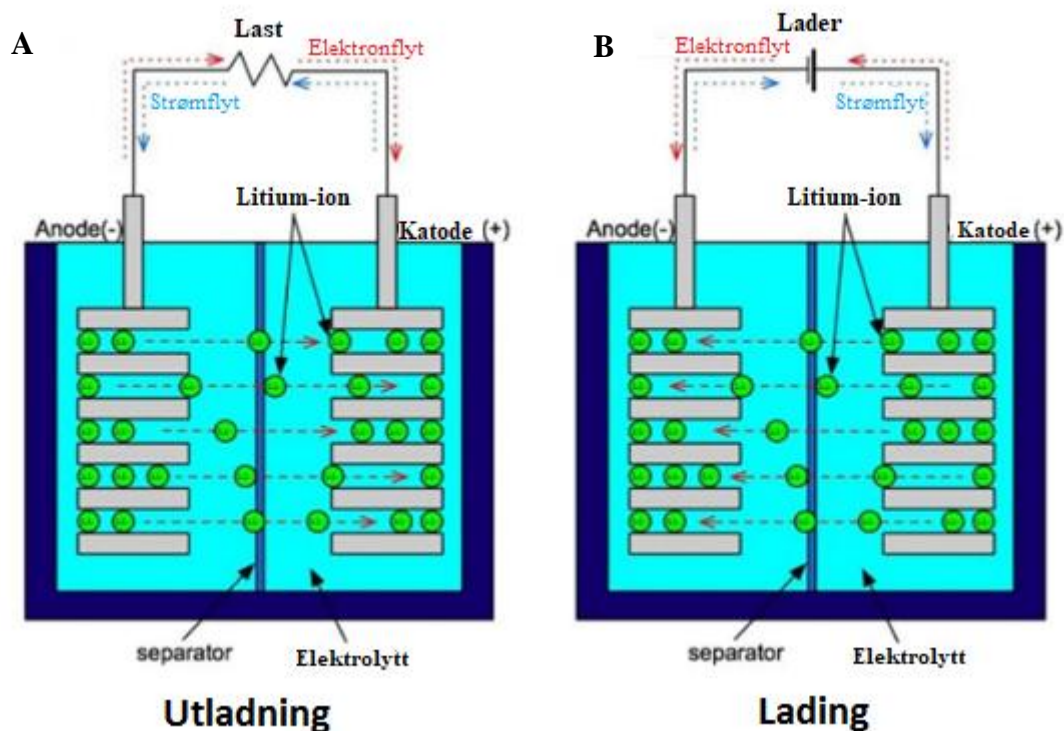 A
Last
Elektronflyt
Strømflyt
Litium-ion
Anode(-)
Katode (+)
separator
Elektrolytt
Utladning
B
Lader
Elektronflyt
Strømflyt
Litium-ion
Anode(-)
Katode (+)
separator
Elektrolytt
Lading